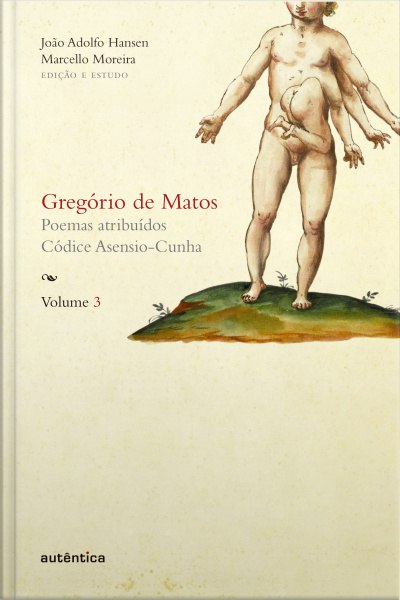 João Adolfo Hansen
Marcello Moreira
EDIÇÃO E ESTUDO
Gregório de Matos
Poemas atribuídos
Códice Asensio-Cunha
Volume 3
autêntica